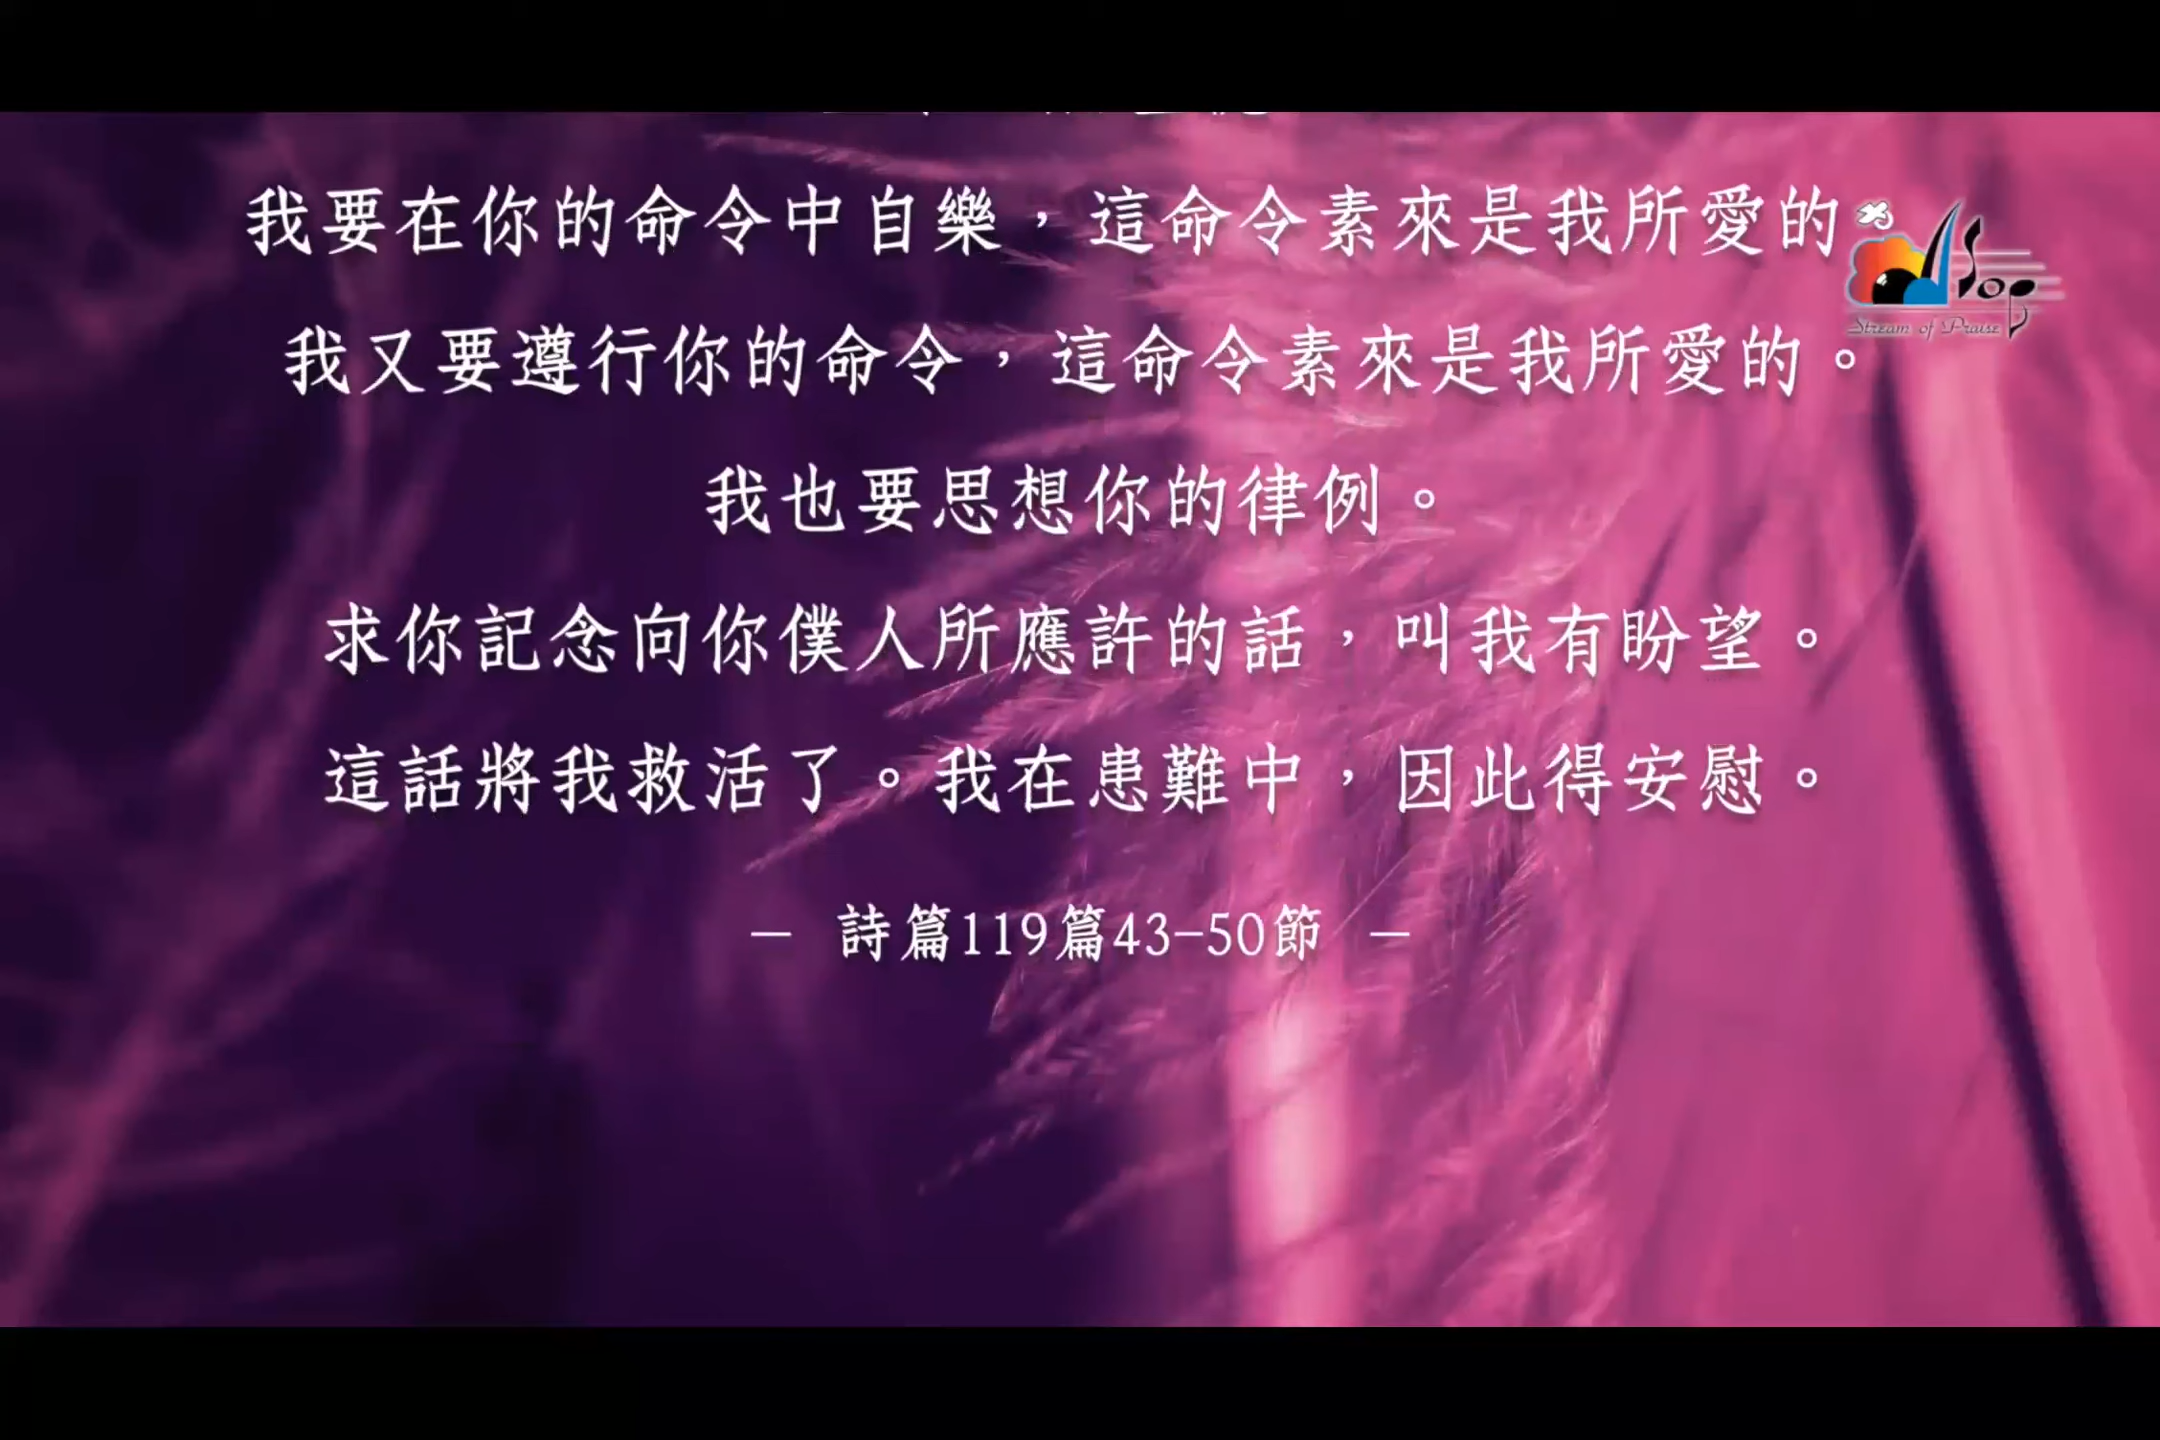 我要在你的命令中自樂，這命令素來是我所愛的
我又要遵行你的命令，這命令素來是我所愛的。
我也要思想你的律例。
求你記念向你僕人所應許的話，叫我有盼望。
這話將我救活了。我在患難中，因此得安慰。
— 詩篇119篇43-50節 —
SOP
Stream of Praise